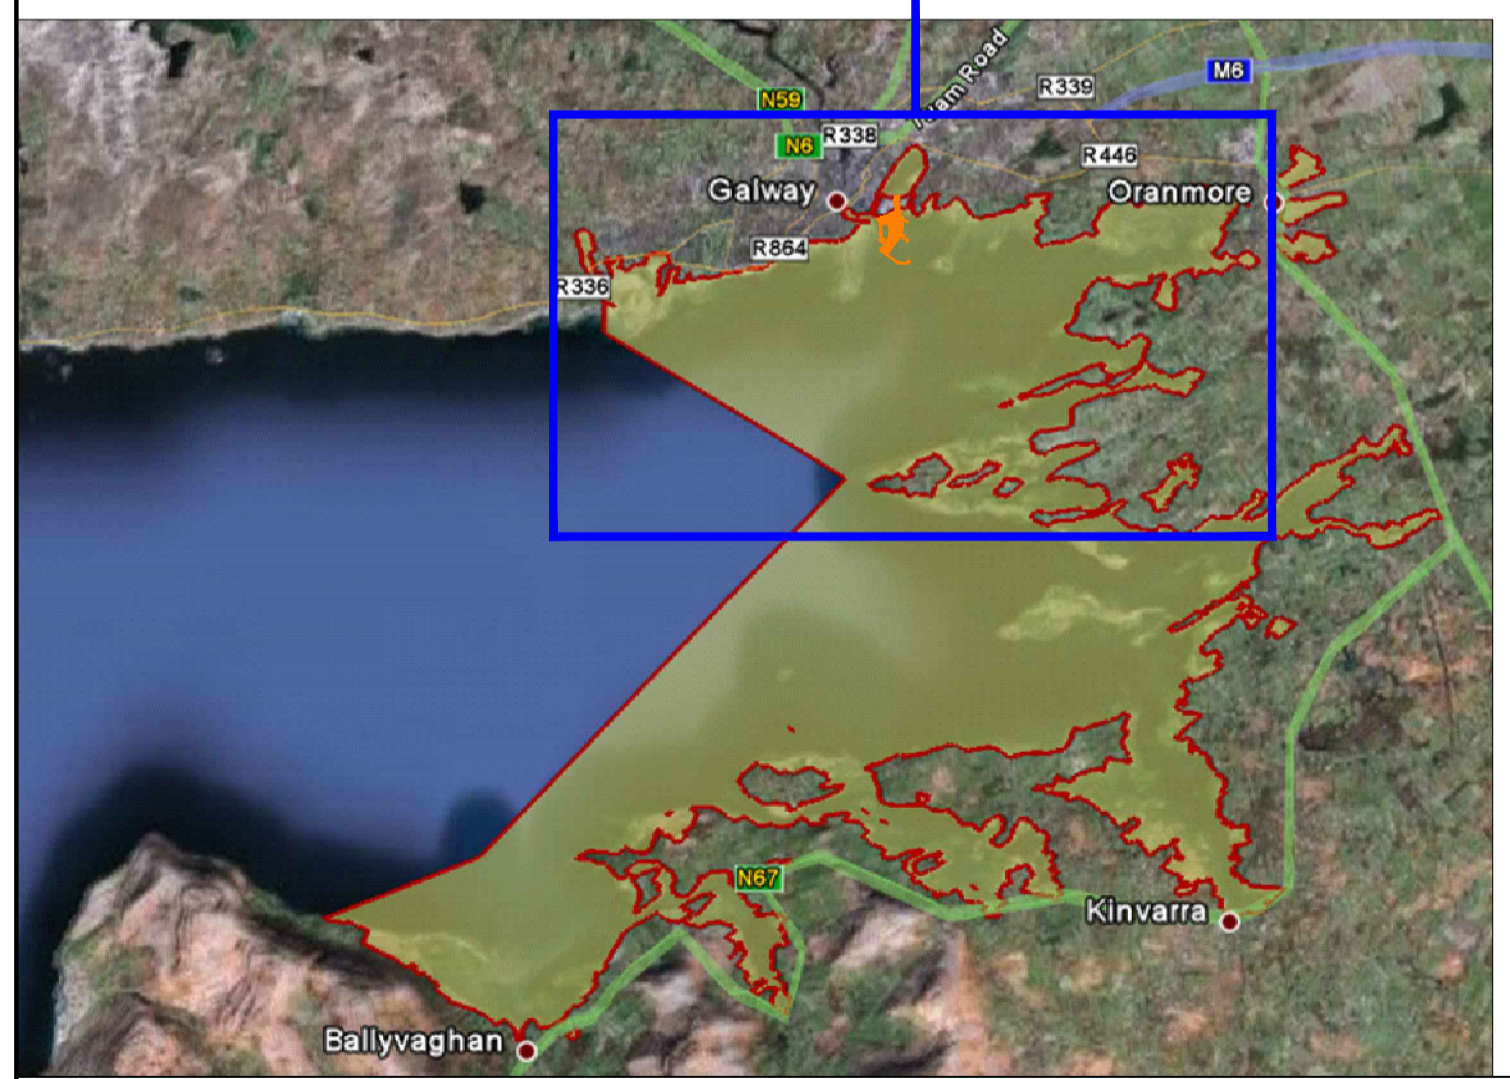 M6
R339
N59
Tuam Road
R338
N6
R446
Galway
Oranmore
R864
R336
N67
Kinvarra
Ballyvaghan